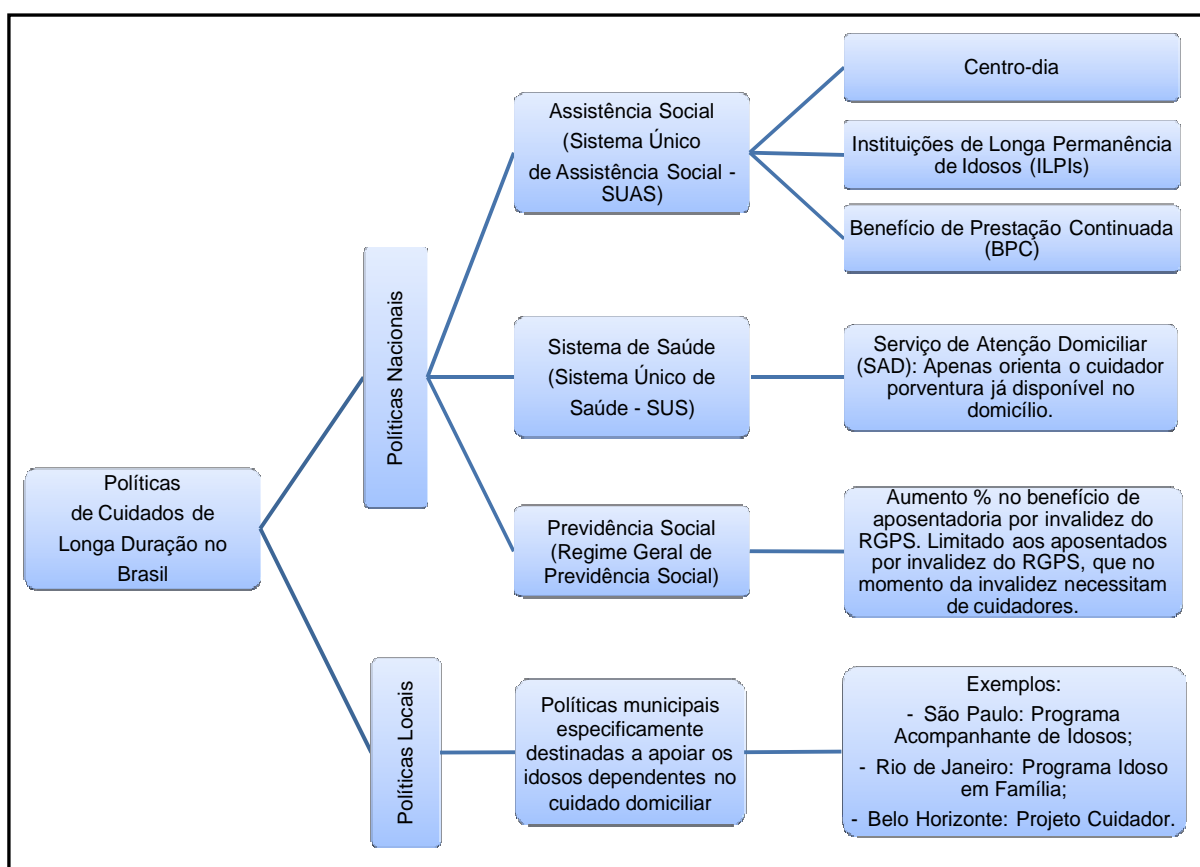 Políticas
de Cuidados de
Longa Duração no
Brasil
Políticas Nacionais
Assistência Social
(Sistema Único
de Assistência Social -
SUAS)
Centro-dia
Instituições de Longa Permanência
de Idosos (ILPIs)
Benefício de Prestação Continuada
(BPC)
Sistema de Saúde
(Sistema Único de
Saúde - SUS)
Serviço de Atenção Domiciliar
(SAD): Apenas orienta o cuidador
porventura já disponível no
domicílio.
Previdência Social
(Regime Geral de
Previdência Social)
Aumento % no benefício de
aposentadoria por invalidez do
RGPS. Limitado aos aposentados
por invalidez do RGPS, que no
momento da invalidez necessitam
de cuidadores.
Políticas Locais
Políticas municipais
especificamente
destinadas a apoiar os
idosos dependentes no
cuidado domiciliar
Exemplos:
- São Paulo: Programa
Acompanhante de Idosos;
- Rio de Janeiro: Programa Idoso
em Família;
- Belo Horizonte: Projeto Cuidador.